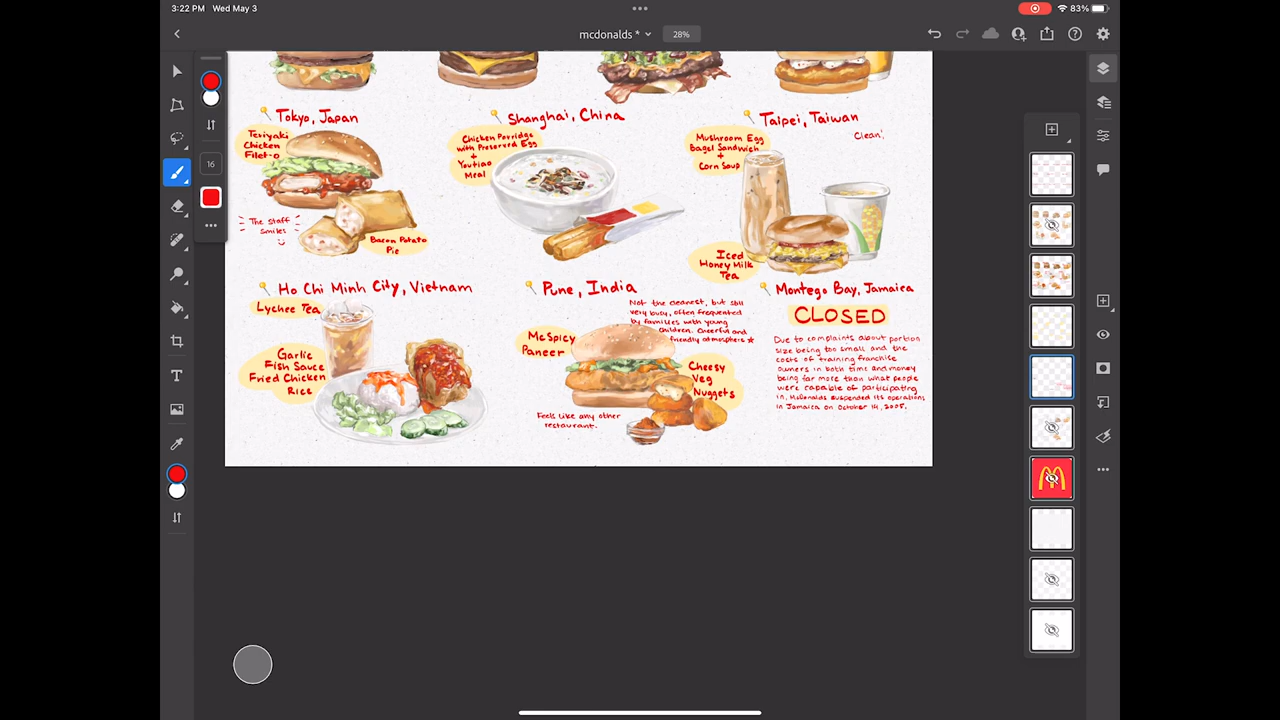 3:22 PM Wed May 3
83%
mcdonalds *
28%
16
T
Tokyo, Japan
Teriyaki
Chicken
Filet-o
The staff
smiles
Bacon Potato
Pie
Shanghai, China
Chicken Porridge
with Preserved Egg
+
Youtiao
Meal
Taipei, Taiwan
Clean!
Mushroom Egg
Bagel Sandwich
+
Corn Soup
Iced
Honey Milk
Tea
Ho Chi Minh City, Vietnam
Lychee Tea
Garlic
Fish Sauce
Fried Chicken
Rice
Pune, India
Not the cleanest, but still
very busy, often frequented
by families with young
children. Cheerful and
friendly atmosphere
McSpicy
Paneer
Cheesy
Veg
Nuggets
Feels like any other
restaurant.
Montego Bay, Jamaica
CLOSED
Due to complaints about portion
size being too small and the
costs of training franchise
owners in both time and money
being far more than what people
were capable of participating
in, McDonalds suspended its operations
in Jamaica on October 14, 2005.